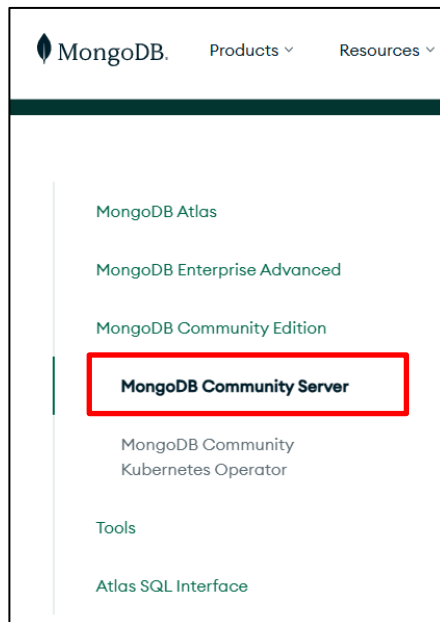 MongoDB. Products Resources
MongoDB Atlas
MongoDB Enterprise Advanced
MongoDB Community Edition
MongoDB Community Server
MongoDB Community
Kubernetes Operator
Tools
Atlas SQL Interface